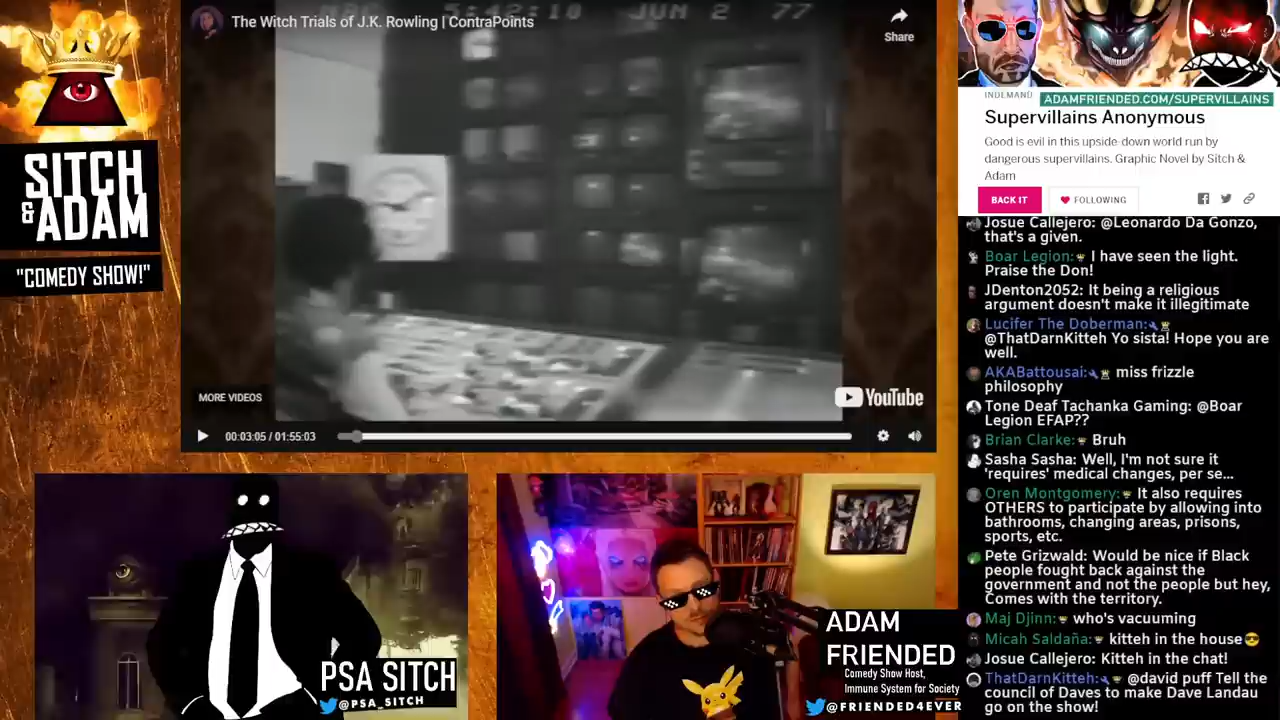 5:42:10 JUN 2 77
The Witch Trials of J.K. Rowling | ContraPoints
Share
SITCH
& ADAM
"COMEDY SHOW!"
MORE VIDEOS
YouTube
00:03:05 / 01:55:03
PSA SITCH
@PSA_SITCH
ADAM
FRIENDED
Comedy Show Host,
Immune System for Society
@FRIENDED4EVER
INDEMAND
ADAMFRIENDED.COM/SUPERVILLAINS
Supervillains Anonymous
Good is evil in this upside-down world run by
dangerous supervillains. Graphic Novel by Sitch &
Adam
BACK IT
FOLLOWING
Josue Callejero: @Leonardo Da Gonzo,
that's a given.
Boar Legion: I have seen the light.
Praise the Don!
JDenton2052: It being a religious
argument doesn't make it illegitimate
Lucifer The Doberman:
@ThatDarnKitteh Yo sista! Hope you are
well.
AKABattousai: miss frizzle
philosophy
Tone Deaf Tachanka Gaming: @Boar
Legion EFAP??
Brian Clarke: Bruh
Sasha Sasha: Well, I'm not sure it
'requires' medical changes, per se...
Oren Montgomery: It also requires
OTHERS to participate by allowing into
bathrooms, changing areas, prisons,
sports, etc.
Pete Grizwald: Would be nice if Black
people fought back against the
government and not the people but hey,
Comes with the territory.
Maj Djinn: who's vacuuming
Micah Saldaña: kitteh in the house😎
Josue Callejero: Kitteh in the chat!
ThatDarnKitteh: @david puff Tell the
council of Daves to make Dave Landau
go on the show!